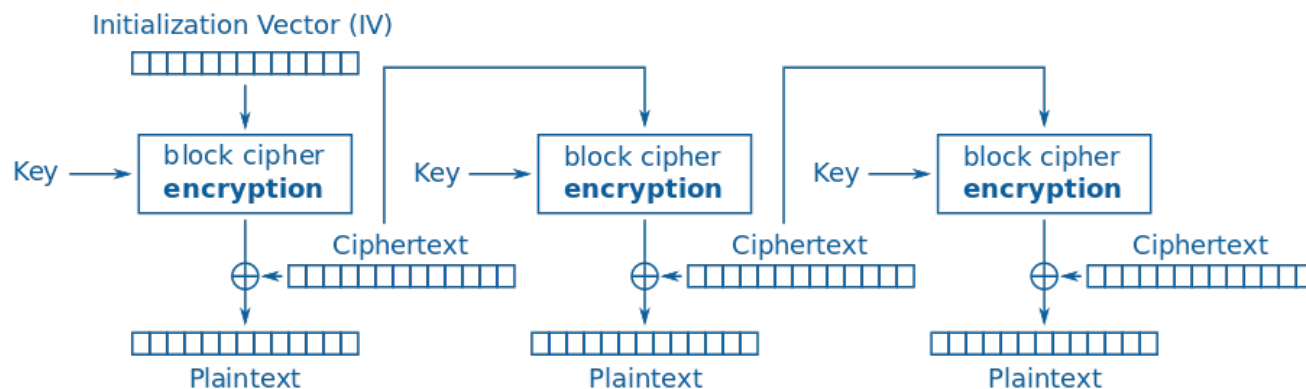 Initialization Vector (IV)
Key
block cipher
encryption
Key
block cipher
encryption
Key
block cipher
encryption
Ciphertext
Ciphertext
Ciphertext
Plaintext
Plaintext
Plaintext